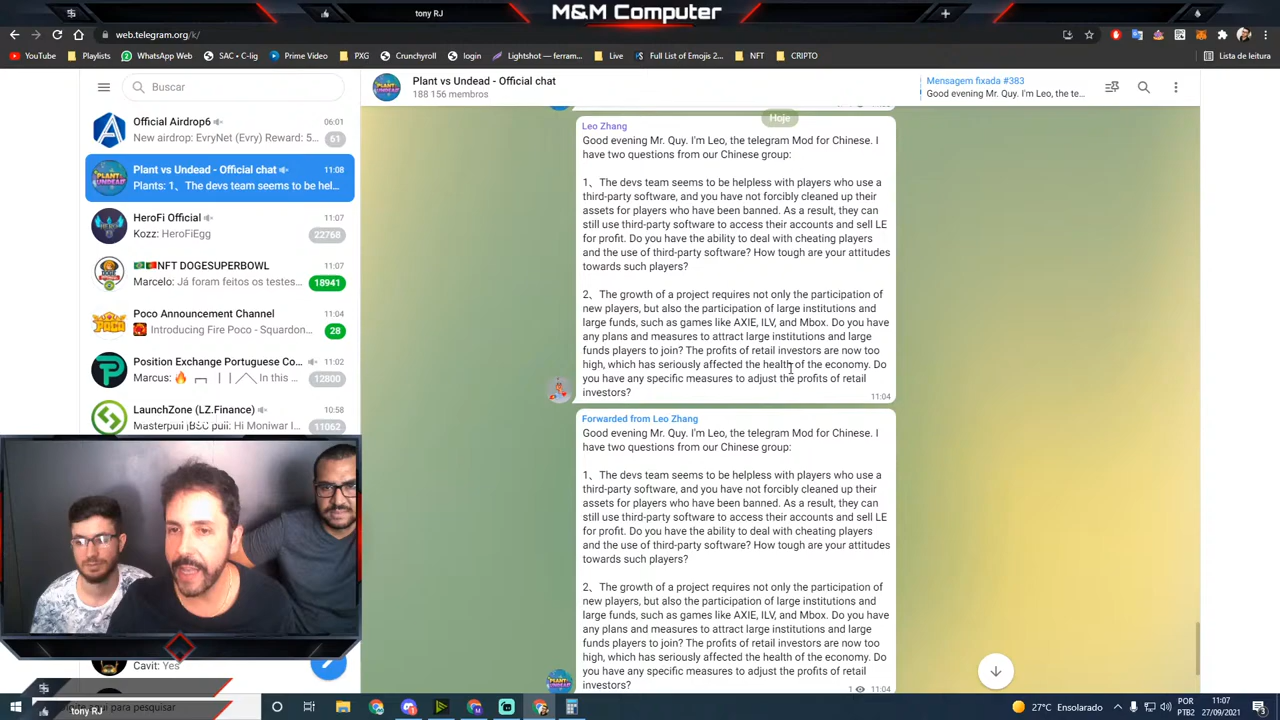 tony RJ
M&M Computer
web.telegram.org/k/
YouTube
Playlists
WhatsApp Web
SAC • C-lig
Prime Video
PXG
Crunchyroll
login
Lightshot — ferram...
Live
Full List of Emojis 2...
NFT
CRIPTO
Lista de leitura
Buscar
Plant vs Undead - Official chat
188 156 membros
Mensagem fixada #383
Good evening Mr. Quy. I'm Leo, the te...
Official Airdrop6
06:01
New airdrop: EvryNet (Evry) Reward: 5...
61
Plant vs Undead - Official chat
11:08
Plants: 1、The devs team seems to be hel...
HeroFi Official
11:07
Kozz: HeroFiEgg
22768
NFT DOGESUPERBOWL
11:07
Marcelo: Já foram feitos os testes...
18941
Poco Announcement Channel
11:04
Introducing Fire Poco - Squardon...
28
Position Exchange Portuguese Co...
11:02
Marcus: 🔥 In this ...
12800
LaunchZone (LZ.Finance)
10:58
Hi Moniwar I...
11062
Cavit: Yes
Hoje
Leo Zhang
Good evening Mr. Quy. I'm Leo, the telegram Mod for Chinese. I
have two questions from our Chinese group:
1、The devs team seems to be helpless with players who use a
third-party software, and you have not forcibly cleaned up their
assets for players who have been banned. As a result, they can
still use third-party software to access their accounts and sell LE
for profit. Do you have the ability to deal with cheating players
and the use of third-party software? How tough are your attitudes
towards such players?
2、The growth of a project requires not only the participation of
new players, but also the participation of large institutions and
large funds, such as games like AXIE, ILV, and Mbox. Do you have
any plans and measures to attract large institutions and large
funds players to join? The profits of retail investors are now too
high, which has seriously affected the health of the economy. Do
you have any specific measures to adjust the profits of retail
investors?
11:04
Forwarded from Leo Zhang
Good evening Mr. Quy. I'm Leo, the telegram Mod for Chinese. I
have two questions from our Chinese group:
1、The devs team seems to be helpless with players who use a
third-party software, and you have not forcibly cleaned up their
assets for players who have been banned. As a result, they can
still use third-party software to access their accounts and sell LE
for profit. Do you have the ability to deal with cheating players
and the use of third-party software? How tough are your attitudes
towards such players?
2、The growth of a project requires not only the participation of
new players, but also the participation of large institutions and
large funds, such as games like AXIE, ILV, and Mbox. Do you have
any plans and measures to attract large institutions and large
funds players to join? The profits of retail investors are now too
high, which has seriously affected the health of the economy. Do
you have any specific measures to adjust the profits of retail
investors?
1 11:04
te aqui para pesquisar
tony RJ
27°C Ensolarado
POR
PTB2
11:07
27/09/2021